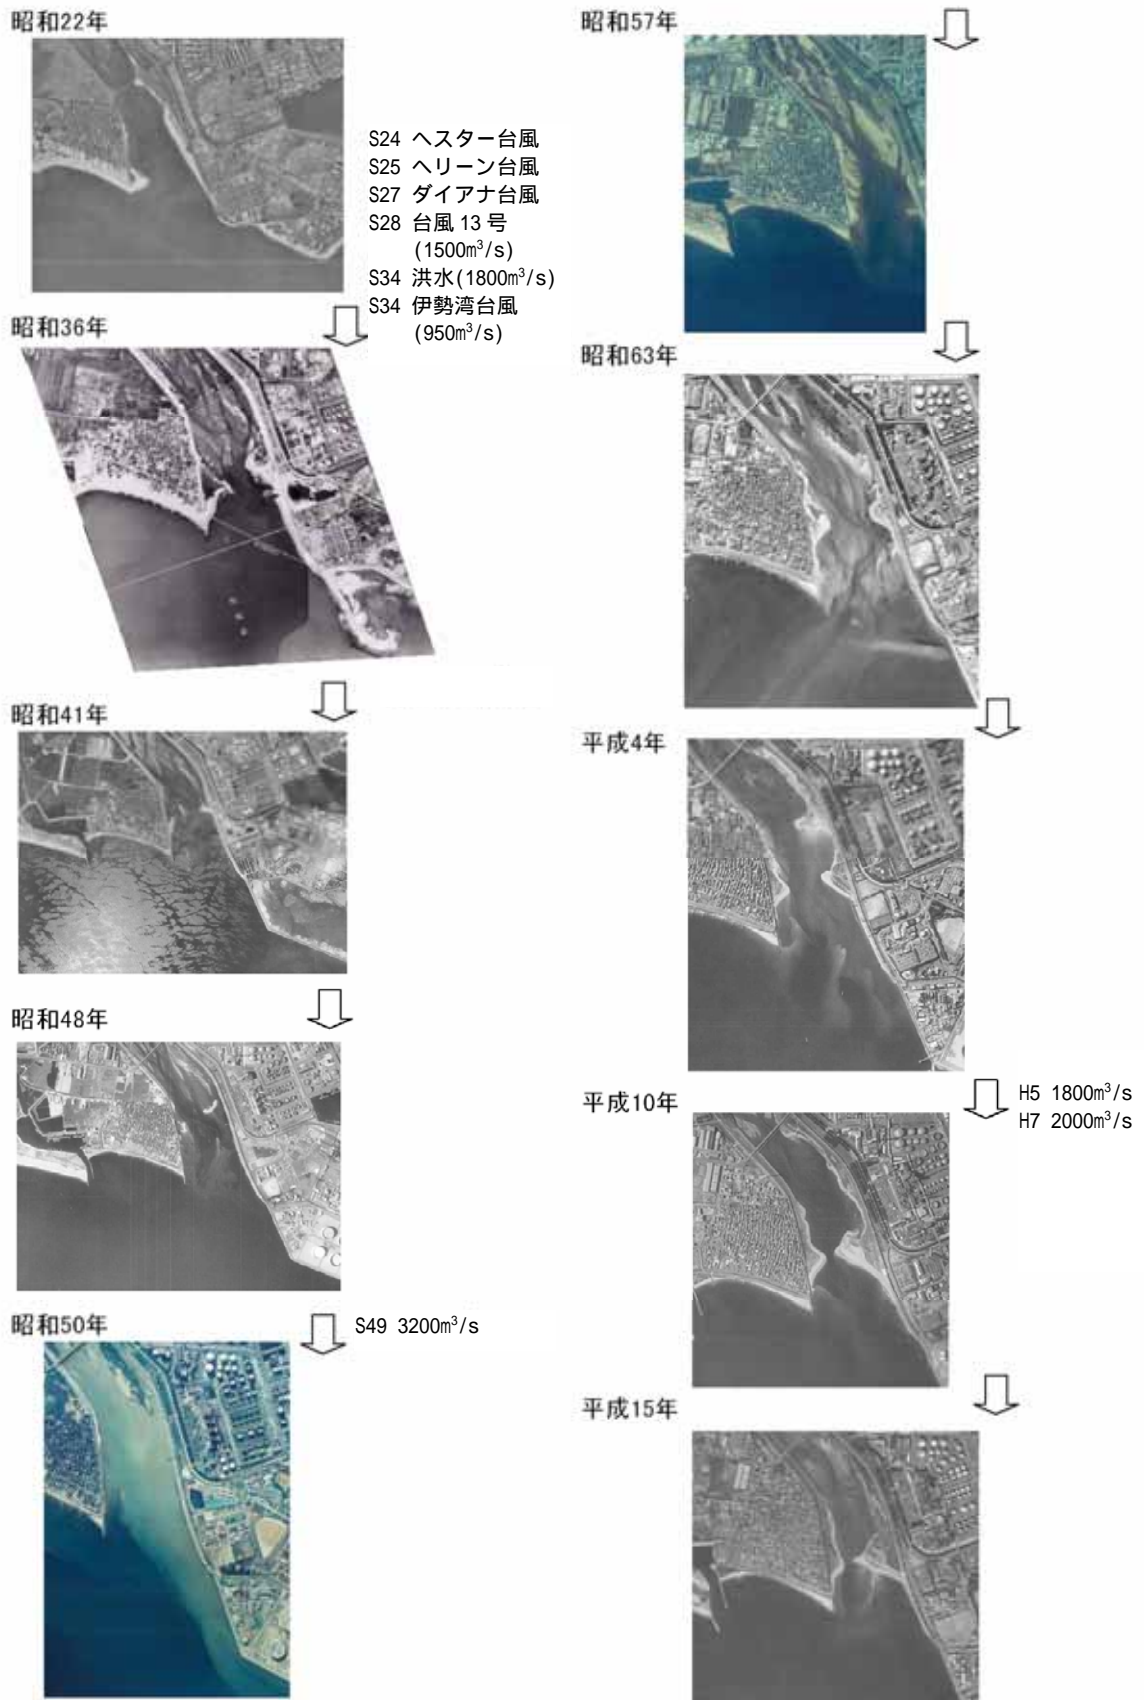 昭和22年
S24 ヘスター台風
S25 ヘリーン台風
S27 ダイアナ台風
S28 台風 13 号
(1500m³/s)
S34 洪水(1800m³/s)
S34 伊勢湾台風
(950m³/s)
昭和36年
昭和41年
昭和48年
昭和50年
S49 3200m³/s
昭和57年
昭和63年
平成4年
平成10年
H5 1800m³/s
H7 2000m³/s
平成15年